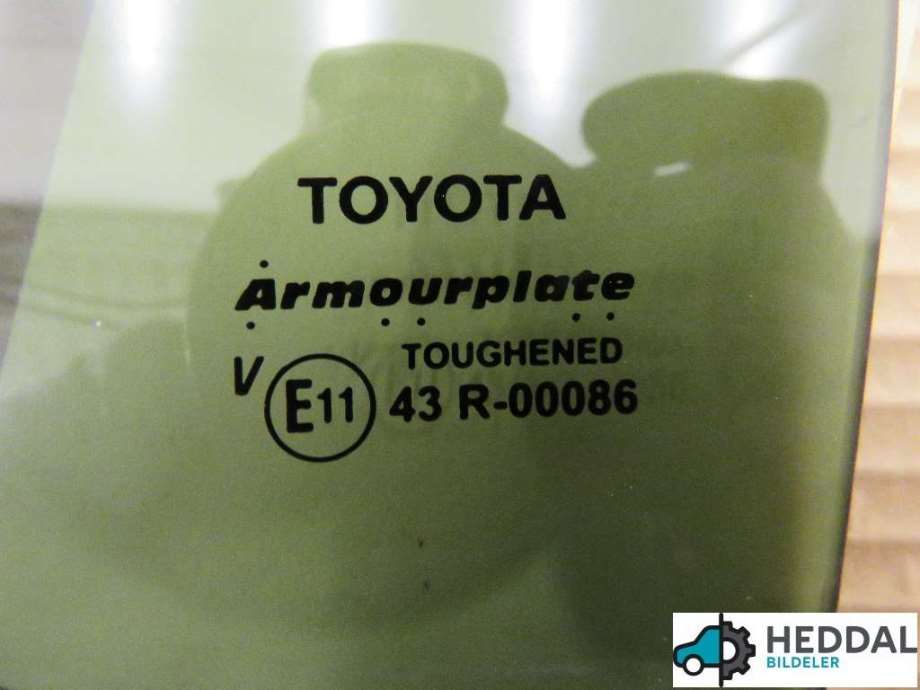 TOYOTA
Armourplate
TOUGHENED
V E11 43 R-00086
HEDDAL
BILDELER